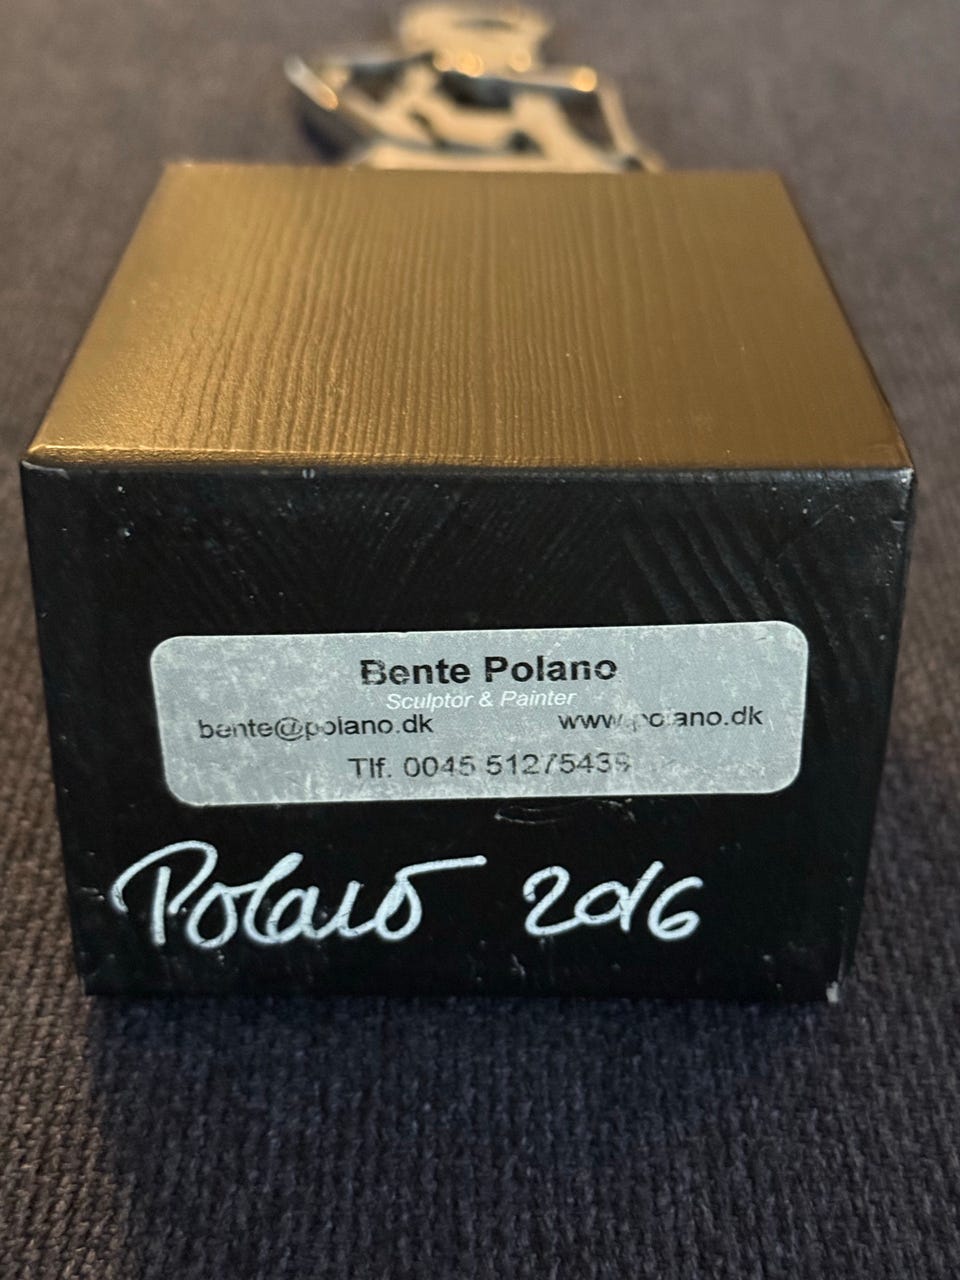 Bente Polano
Sculptor & Painter
bente@polano.dk www.polano.dk
Tlf. 0045 51275439
Polano 2016